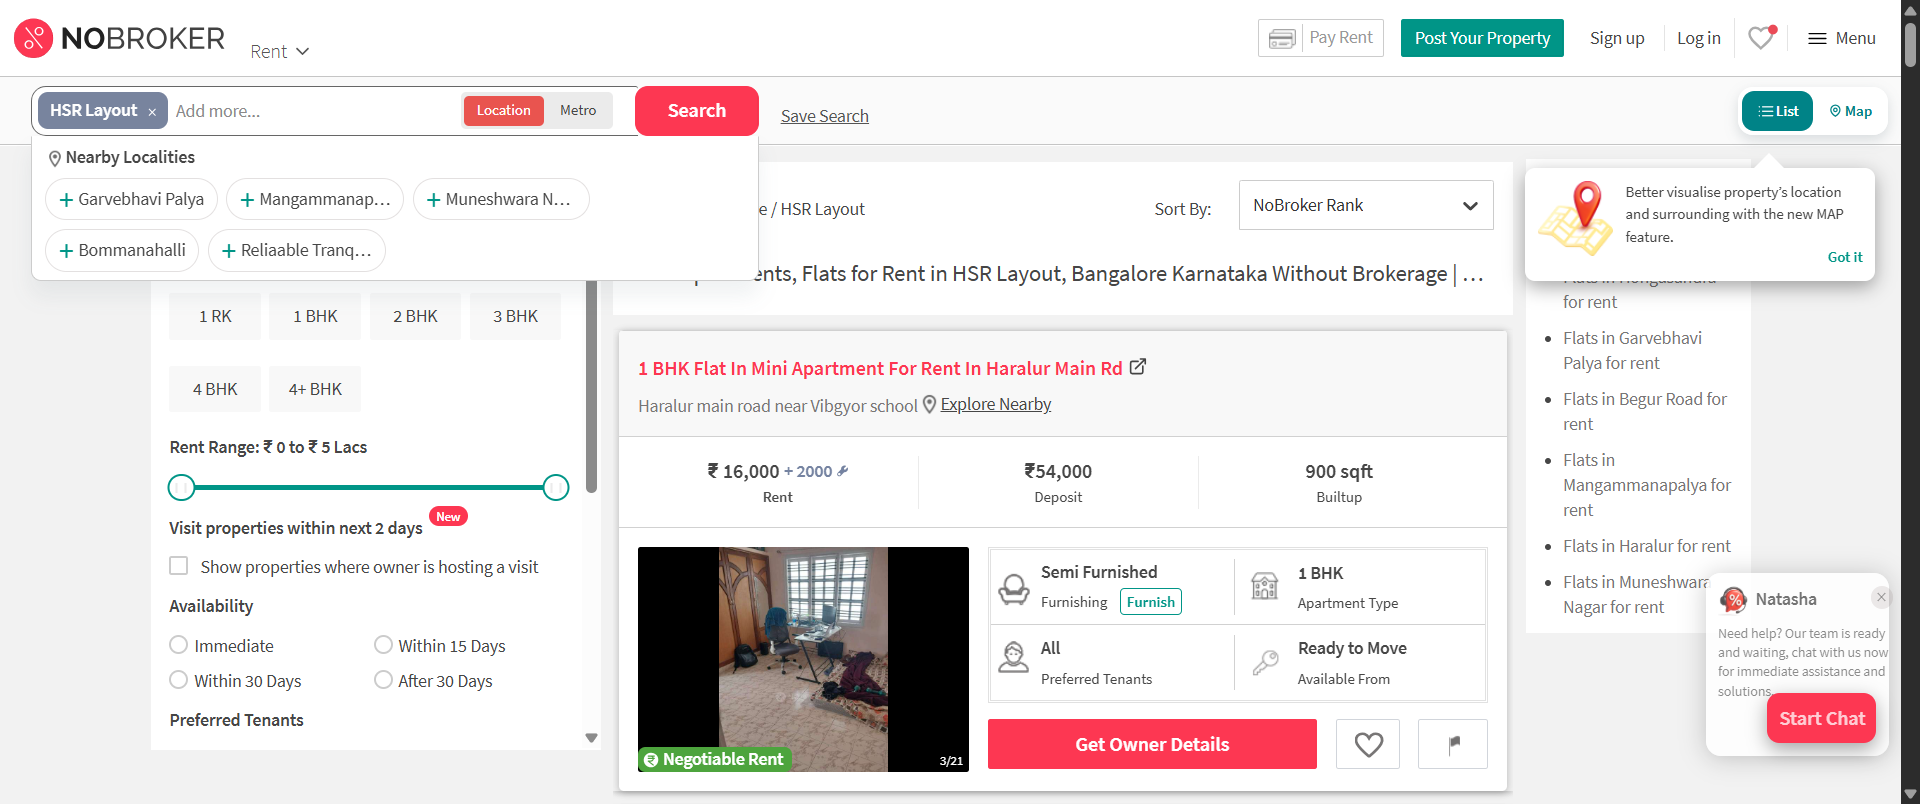 NOBROKER
Rent
Pay Rent
Post Your Property
Sign up
Log in
Menu
HSR Layout ×
Add more...
Location
Metro
Search
Save Search
List
Map
Nearby Localities
+ Garvebhavi Palya
+ Mangammanap...
+ Muneshwara N...
+ Bommanahalli
+ Reliaable Tranq...
e / HSR Layout
Sort By:
NoBroker Rank
ents, Flats for Rent in HSR Layout, Bangalore Karnataka Without Brokerage | ...
Better visualise property's location
and surrounding with the new MAP
feature.
Got it
1 RK
1 BHK
2 BHK
3 BHK
4 BHK
4+ BHK
Rent Range: ₹ 0 to ₹ 5 Lacs
Visit properties within next 2 days
New
Show properties where owner is hosting a visit
Availability
Immediate
Within 15 Days
Within 30 Days
After 30 Days
Preferred Tenants
1 BHK Flat In Mini Apartment For Rent In Haralur Main Rd
Haralur main road near Vibgyor school
Explore Nearby
₹ 16,000 + 2000
Rent
₹54,000
Deposit
900 sqft
Builtup
₹ Negotiable Rent
3/21
Semi Furnished
Furnishing
Furnish
1 BHK
Apartment Type
All
Preferred Tenants
Ready to Move
Available From
Get Owner Details
for rent
Flats in Garvebhavi
Palya for rent
Flats in Begur Road for
rent
Flats in
Mangammanapalya for
rent
Flats in Haralur for rent
Flats in Muneshwara
Nagar for rent
Natasha
Need help? Our team is ready
and waiting, chat with us now
for immediate assistance and
solutions.
Start Chat